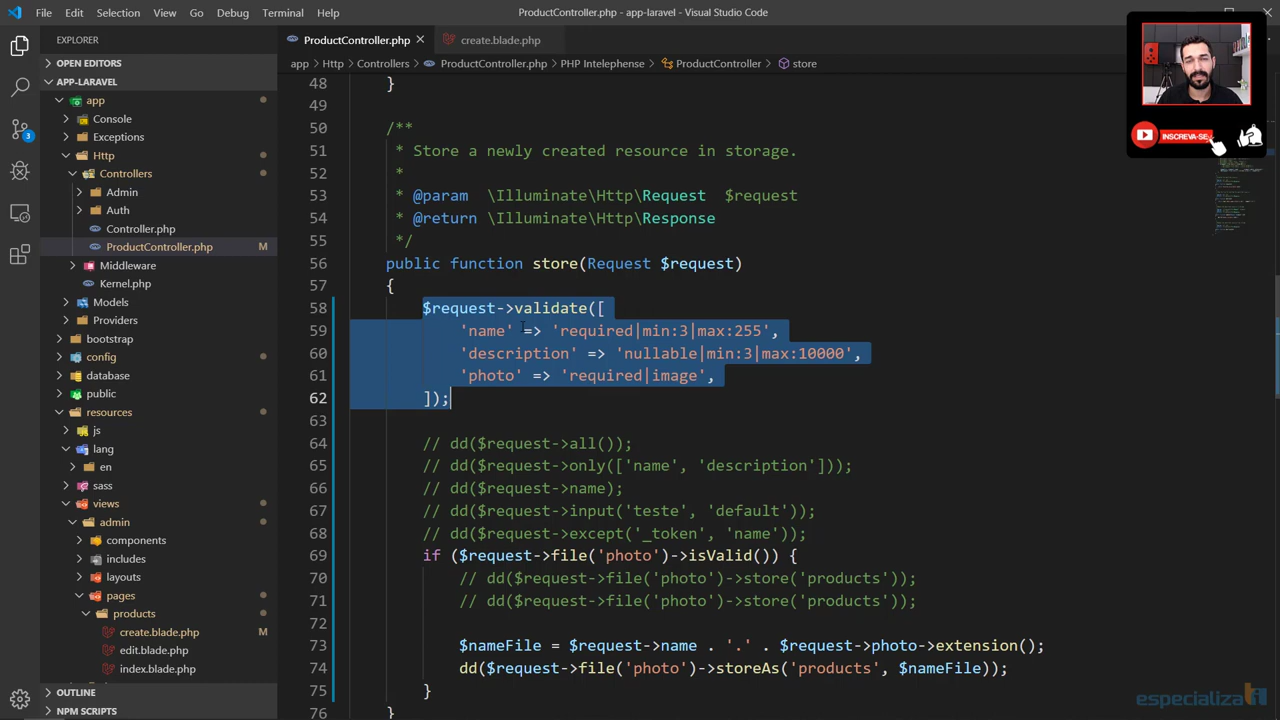 File Edit Selection View Go Debug Terminal Help
ProductController.php - app-laravel - Visual Studio Code
EXPLORER
OPEN EDITORS
APP-LARAVEL
app
Console
Exceptions
Http
Controllers
Admin
Auth
Controller.php
ProductController.php M
Middleware
Kernel.php
Models
Providers
bootstrap
config
database
public
resources
js
lang
en
sass
views
admin
components
includes
layouts
pages
products
create.blade.php M
edit.blade.php
index.blade.php
OUTLINE
NPM SCRIPTS
3
ProductController.php
create.blade.php
app > Http > Controllers > ProductController.php > PHP Intelephense > ProductController > store
48 }
49
50 /**
51 * Store a newly created resource in storage.
52 *
53 * @param \Illuminate\Http\Request $request
54 * @return \Illuminate\Http\Response
55 */
56 public function store(Request $request)
57 {
58 $request->validate([
59 'name' => 'required|min:3|max:255',
60 'description' => 'nullable|min:3|max:10000',
61 'photo' => 'required|image',
62 ]);
63
64 // dd($request->all());
65 // dd($request->only(['name', 'description']));
66 // dd($request->name);
67 // dd($request->input('teste', 'default'));
68 // dd($request->except('_token', 'name'));
69 if ($request->file('photo')->isValid()) {
70 // dd($request->file('photo')->store('products'));
71 // dd($request->file('photo')->store('products'));
72
73 $nameFile = $request->name . '.' . $request->photo->extension();
74 dd($request->file('photo')->storeAs('products', $nameFile));
75 }
76 }
INSCREVA-SE
especializati